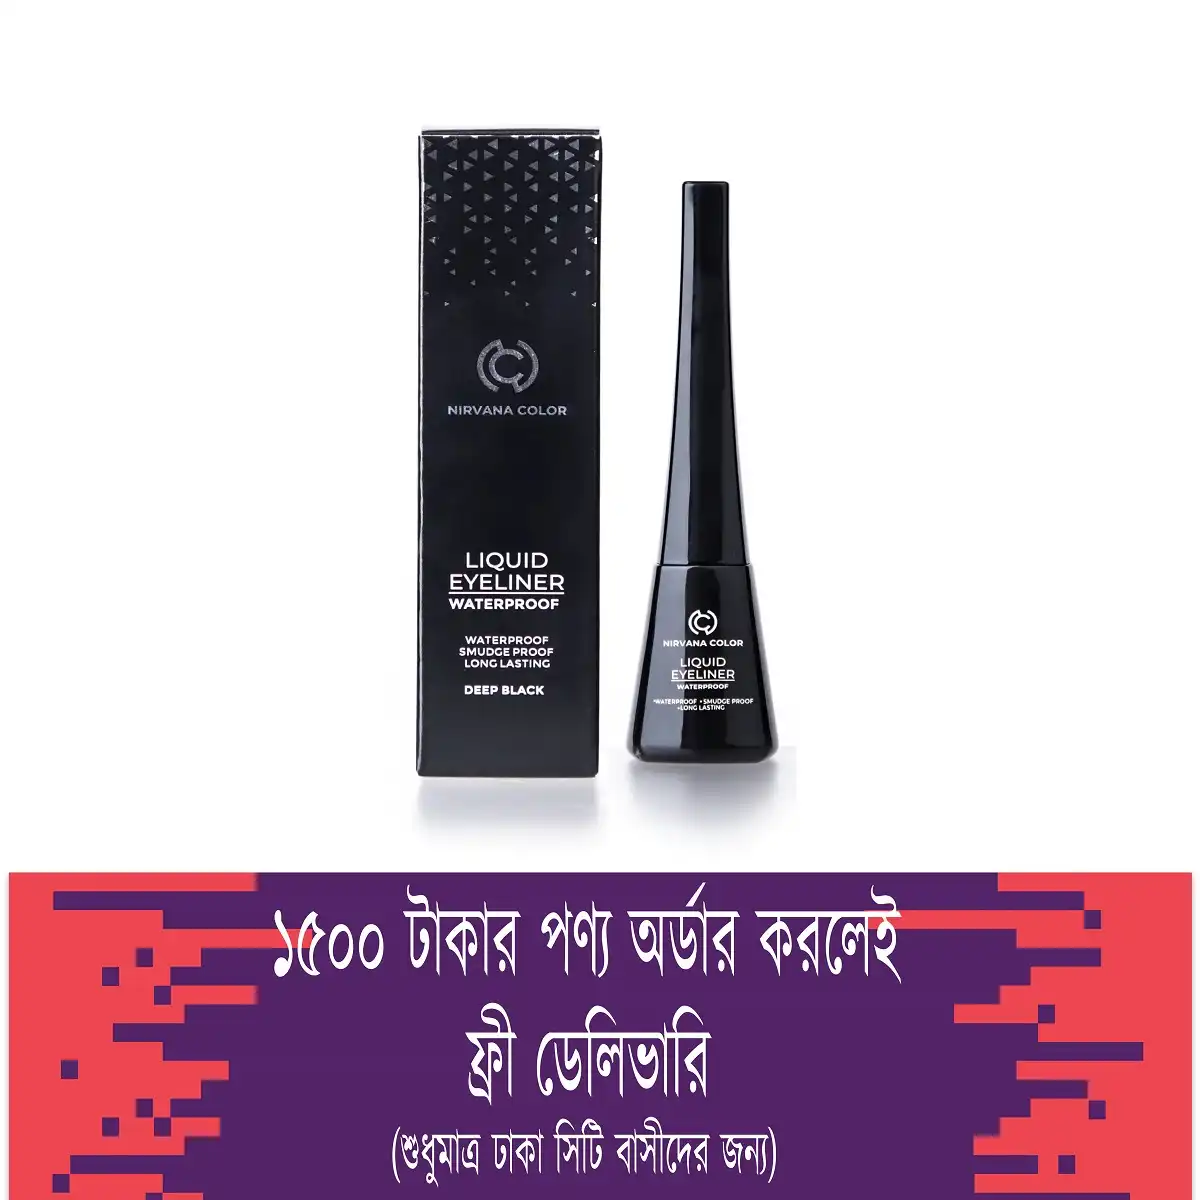 NIRVANA COLOR
LIQUID
EYELINER
WATERPROOF
WATERPROOF
SMUDGE PROOF
LONG LASTING
DEEP BLACK
NIRVANA COLOR
LIQUID
EYELINER
WATERPROOF
•WATERPROOF •SMUDGE PROOF
•LONG LASTING
১৫০০ টাকার পণ্য অর্ডার করলেই
ফ্রী ডেলিভারি
(শুধুমাত্র ঢাকা সিটি বাসীদের জন্য)